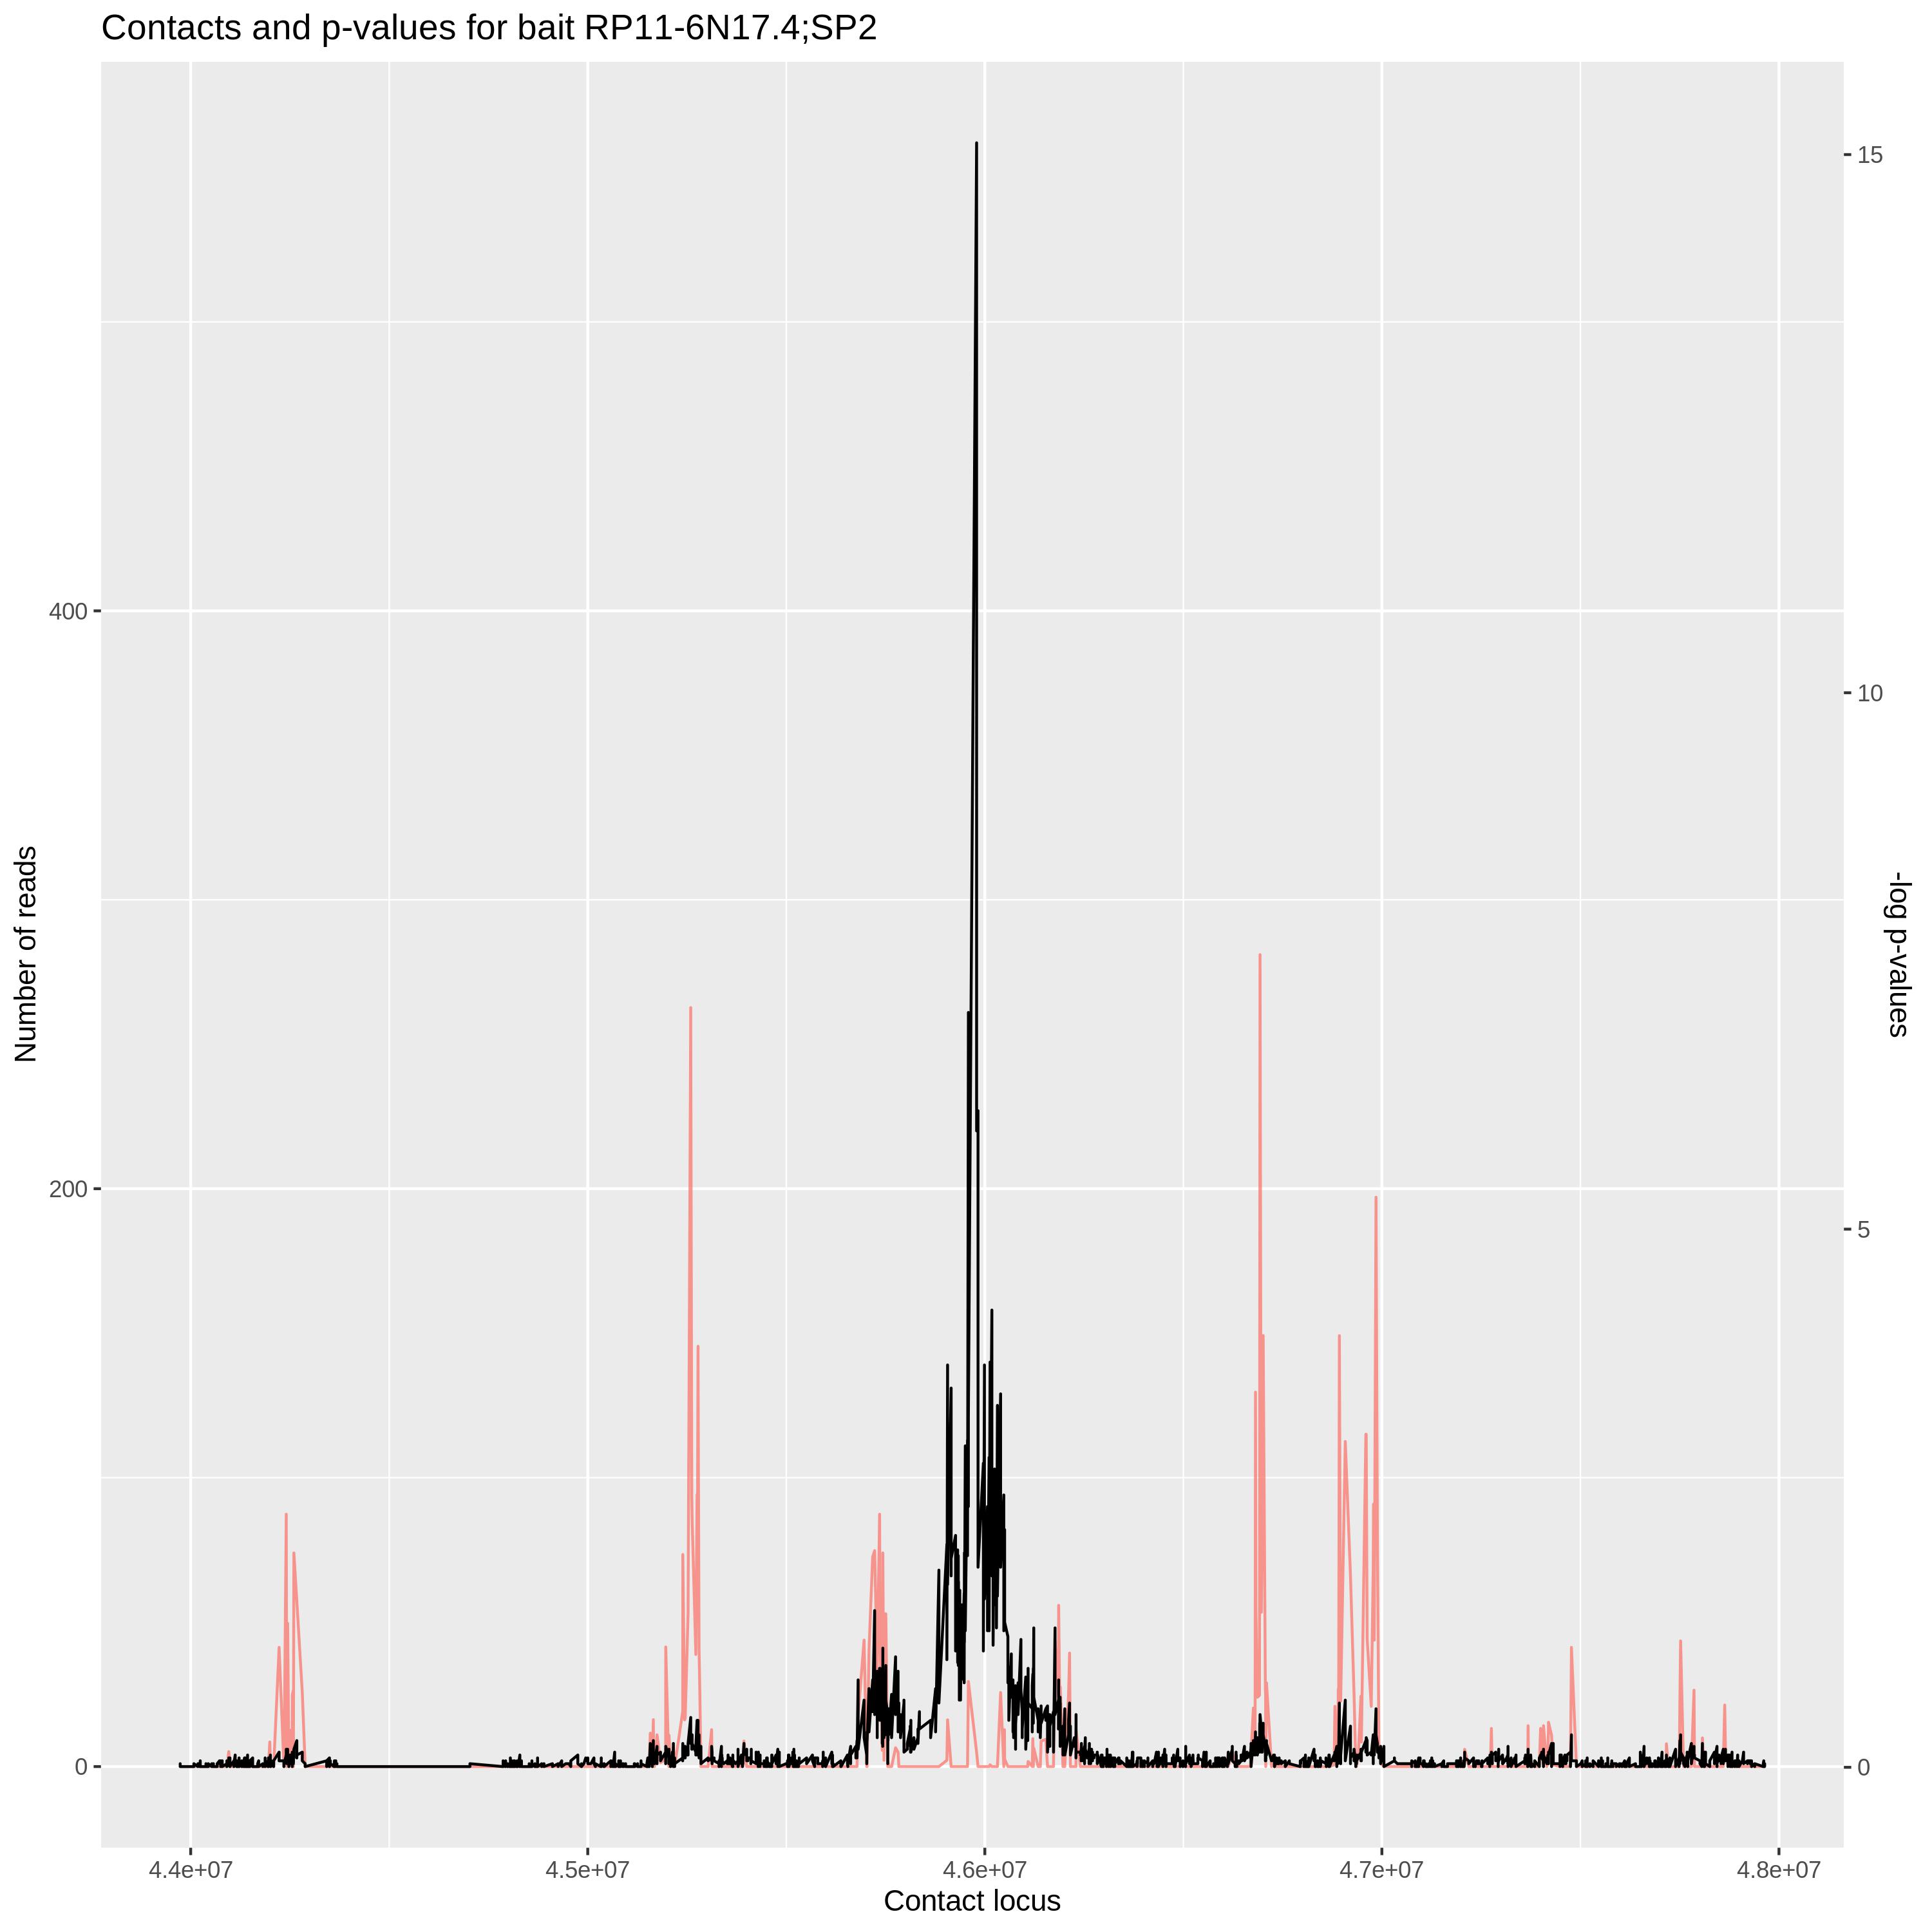 Contacts and p-values for bait RP11-6N17.4;SP2
Number of reads
400
200
0
15
10
5
0
-log p-values
4.4e+07
4.5e+07
4.6e+07
4.7e+07
4.8e+07
Contact locus